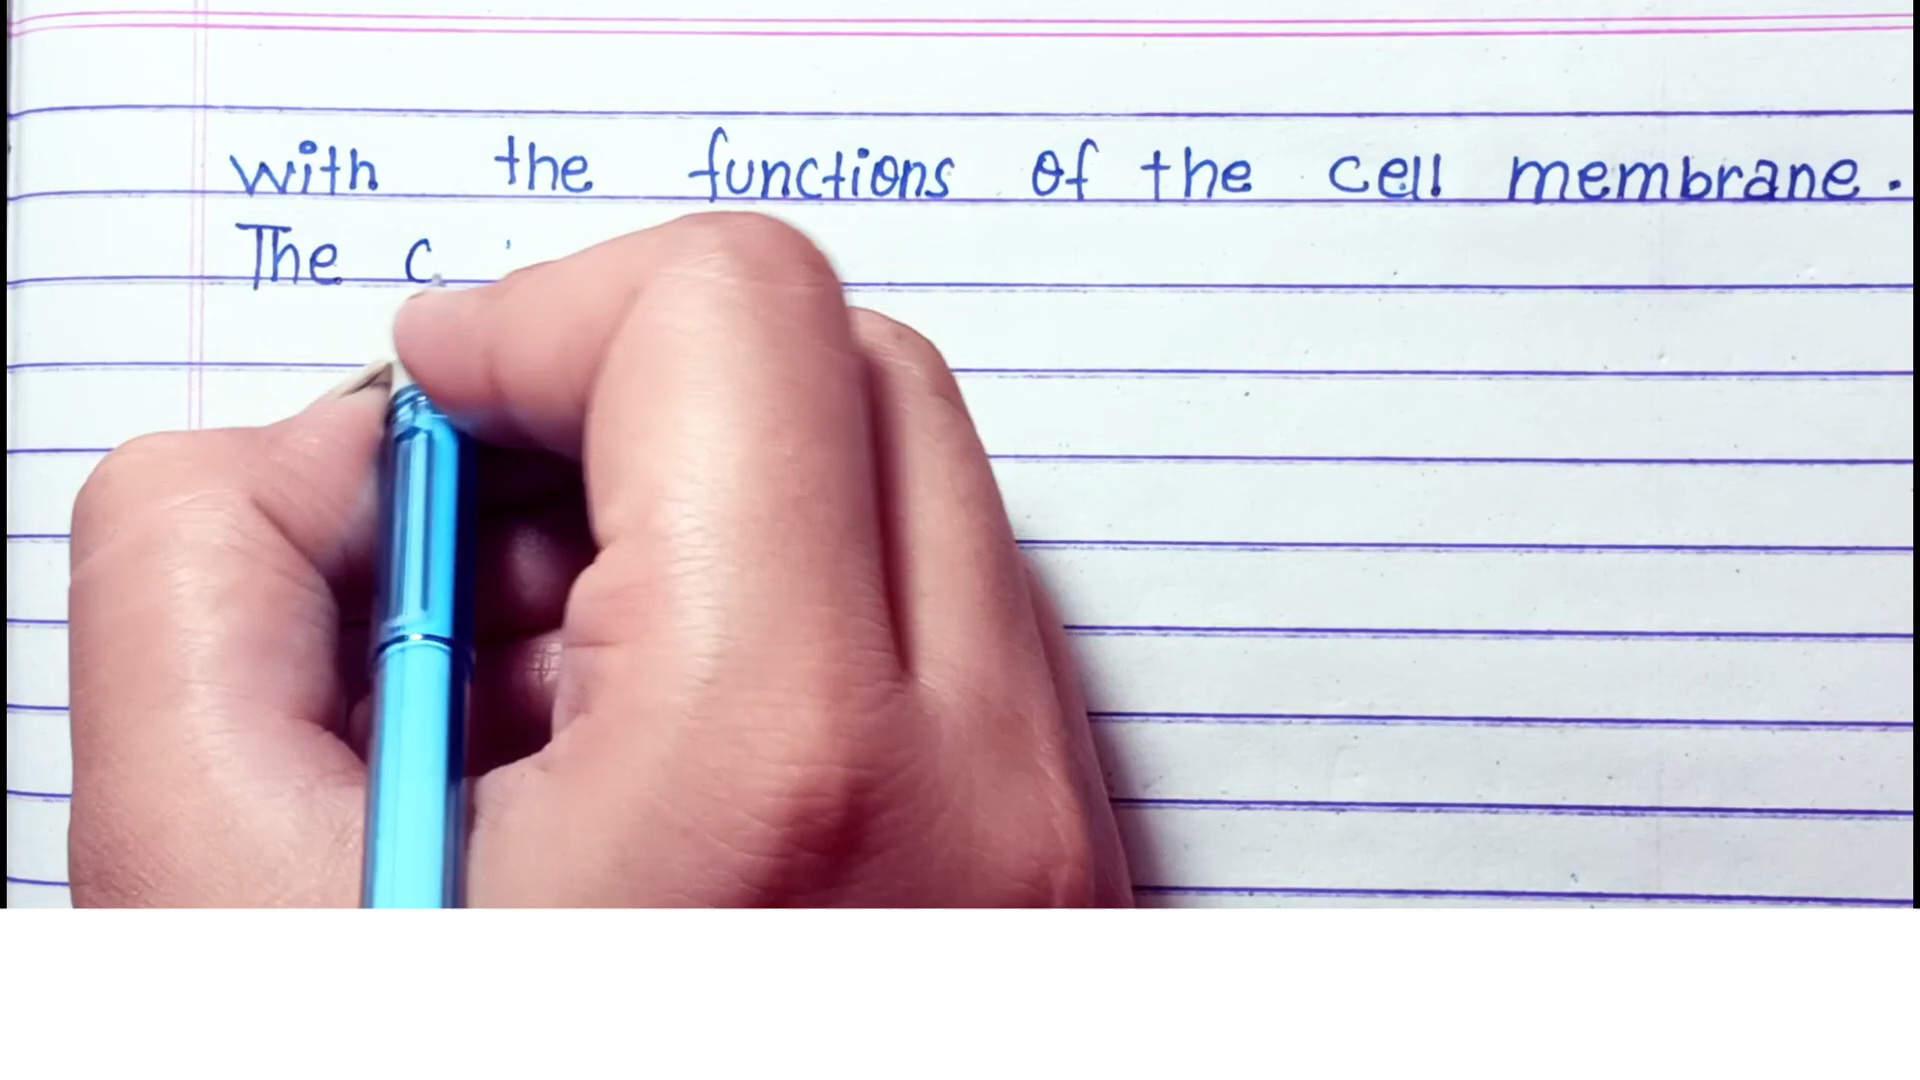 with the functions of the cell membrane.
The c